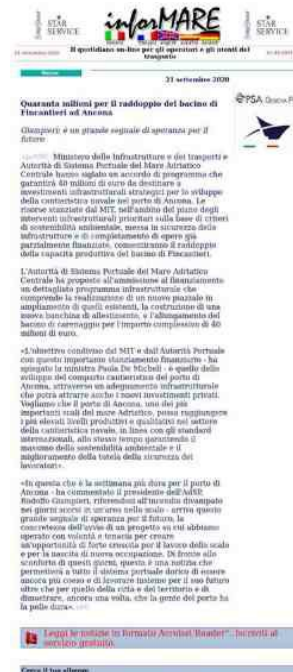 STAR
SERVICE
inforMARE
STAR
SERVICE
21 settembre 2020
Il quotidiano on-line per gli operatori e gli utenti del
trasporto
21 settembre 2020
Quaranta milioni per il raddoppio del bacino di
Fincantieri ad Ancona
Giampieri: è un grande segnale di speranza per il
futuro
Ministero delle Infrastrutture e dei trasporti e
Autorità di Sistema Portuale del Mare Adriatico
Centrale hanno siglato un accordo di programma che
garantirà 40 milioni di euro da destinare a
investimenti infrastrutturali strategici per lo sviluppo
della cantieristica navale nel porto di Ancona. Le
risorse stanziate dal MIT, nell'ambito del piano degli
interventi infrastrutturali prioritari sulla base di criteri
di sostenibilità ambientale, messa in sicurezza delle
infrastrutture e di completamento di opere già
parzialmente finanziate, consentiranno il raddoppio
della capacità produttiva del bacino di Fincantieri.
L'Autorità di Sistema Portuale del Mare Adriatico
Centrale ha proposto all'ammissione al finanziamento
un dettagliato programma infrastrutturale che
comprende la realizzazione di un nuovo piazzale in
ampliamento di quelli esistenti, la costruzione di una
nuova banchina di allestimento, e l'allungamento del
bacino di carenaggio per l'importo complessivo di 40
milioni di euro.
«L'obiettivo condiviso dal MIT e dall'Autorità Portuale
con questo importante stanziamento finanziario - ha
spiegato la ministra Paola De Micheli - è quello dello
sviluppo del comparto cantieristico del porto di
Ancona, attraverso un adeguamento infrastrutturale
che potrà attrarre anche i nuovi investimenti privati.
Vogliamo che il porto di Ancona, uno dei più
importanti scali del mare Adriatico, possa raggiungere
i più elevati livelli produttivi e qualitativi nel settore
della cantieristica navale, in linea con gli standard
internazionali, allo stesso tempo garantendo il
massimo della sostenibilità ambientale e il
miglioramento della tutela della sicurezza dei
lavoratori».
«In questa che è la settimana più dura per il porto di
Ancona - ha commentato il presidente dell'AdSP,
Rodolfo Giampieri, riferendosi all'incendio divampato
nei giorni scorsi in un'area nello scalo - arriva questo
grande segnale di speranza per il futuro, la
concretezza dell'avvio di un progetto su cui abbiamo
operato con volontà e tenacia per creare
un'opportunità di forte crescita per il lavoro dello scalo
e per la nascita di nuova occupazione. Di fronte allo
sconforto di questi giorni, questa è una notizia che
permetterà a tutto il sistema portuale dorico di essere
ancora più coeso e di lavorare insieme per il suo futuro
oltre che per quello della città e del territorio e di
dimostrare, ancora una volta, che la gente del porto ha
la pelle dura».
PSA Genova P
Leggi le notizie in formato Acrobat Reader®. Iscriviti al
servizio gratuito.
Cerca il tuo albergo